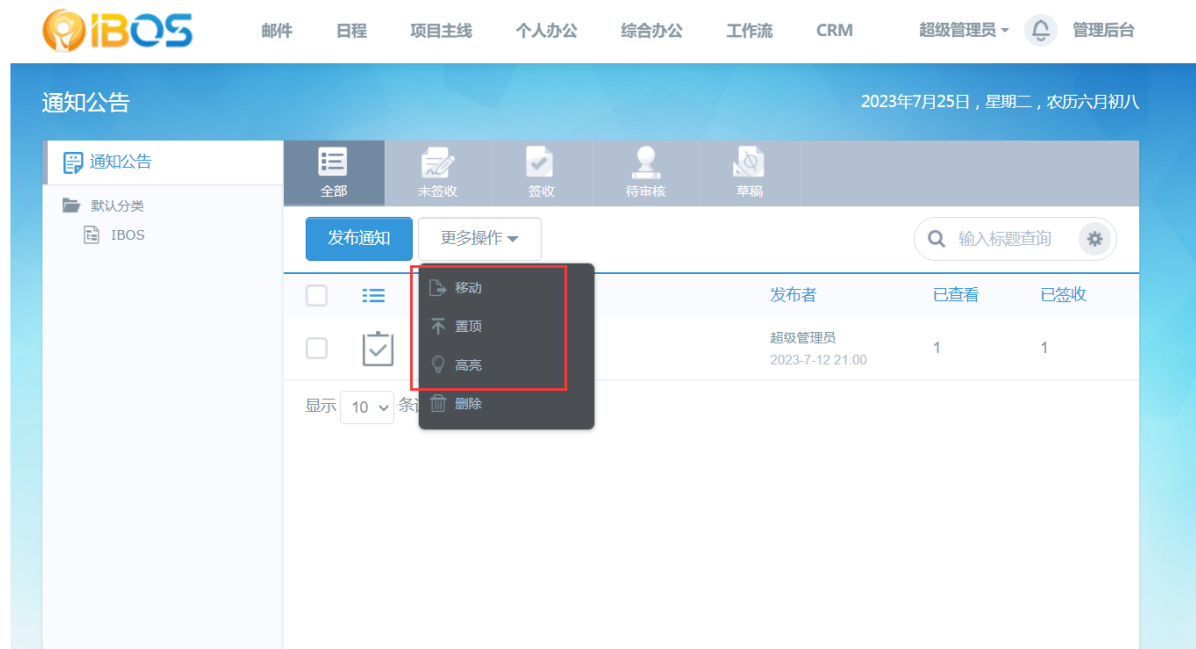 IBOS 邮件 日程 项目主线 个人办公 综合办公 工作流 CRM 超级管理员 管理后台
通知公告 2023年7月25日，星期二，农历六月初八
通知公告
全部 未签收 签收 待审核 草稿
默认分类
IBOS
发布通知 更多操作 输入标题查询
移动
置顶
高亮
删除
发布者 已查看 已签收
超级管理员
2023-7-12 21:00
1 1
显示 10 条